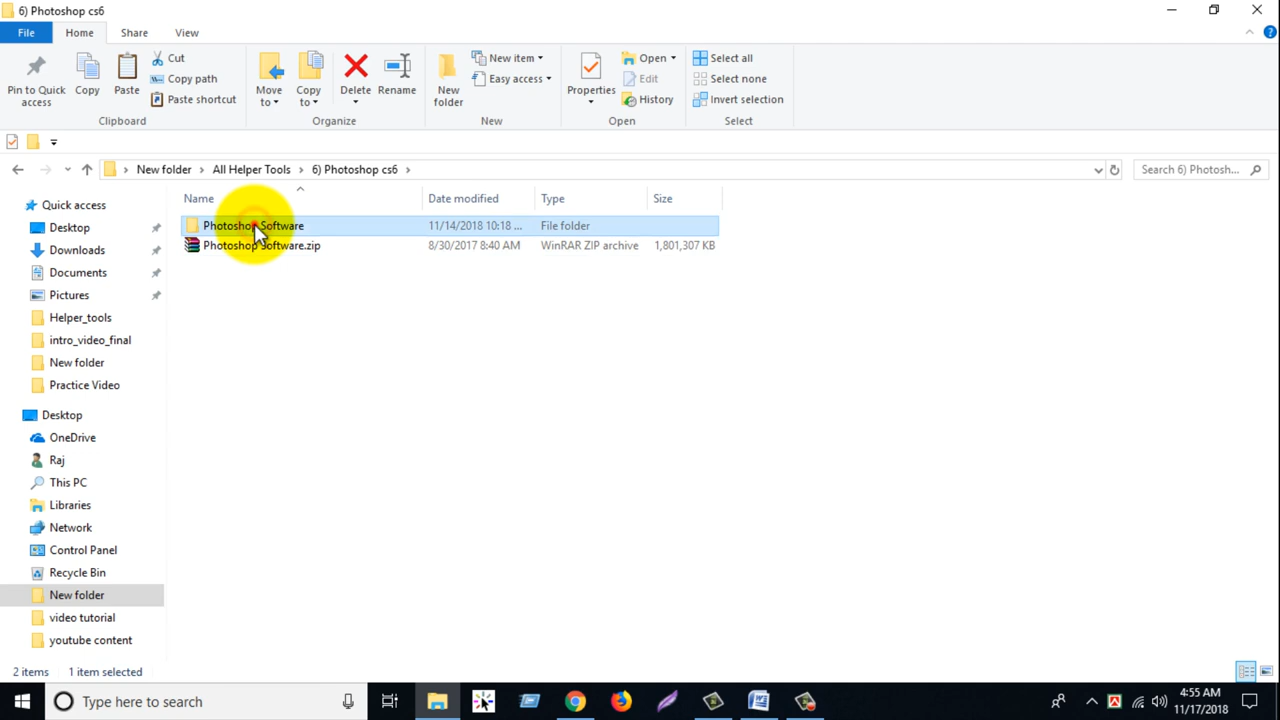 6) Photoshop cs6
File Home Share View
Pin to Quick access
Copy
Paste
Cut
Copy path
Paste shortcut
Clipboard
Move to
Copy to
Delete
Rename
Organize
New folder
New item
Easy access
New
Properties
Open
Edit
History
Open
Select all
Select none
Invert selection
Select
New folder All Helper Tools 6) Photoshop cs6
Search 6) Photosh...
Name Date modified Type Size
Photoshop Software 11/14/2018 10:18 ... File folder
Photoshop Software.zip 8/30/2017 8:40 AM WinRAR ZIP archive 1,801,307 KB
Quick access
Desktop
Downloads
Documents
Pictures
Helper_tools
intro_video_final
New folder
Practice Video
Desktop
OneDrive
Raj
This PC
Libraries
Network
Control Panel
Recycle Bin
New folder
video tutorial
youtube content
2 items 1 item selected
Type here to search
4:55 AM
11/17/2018